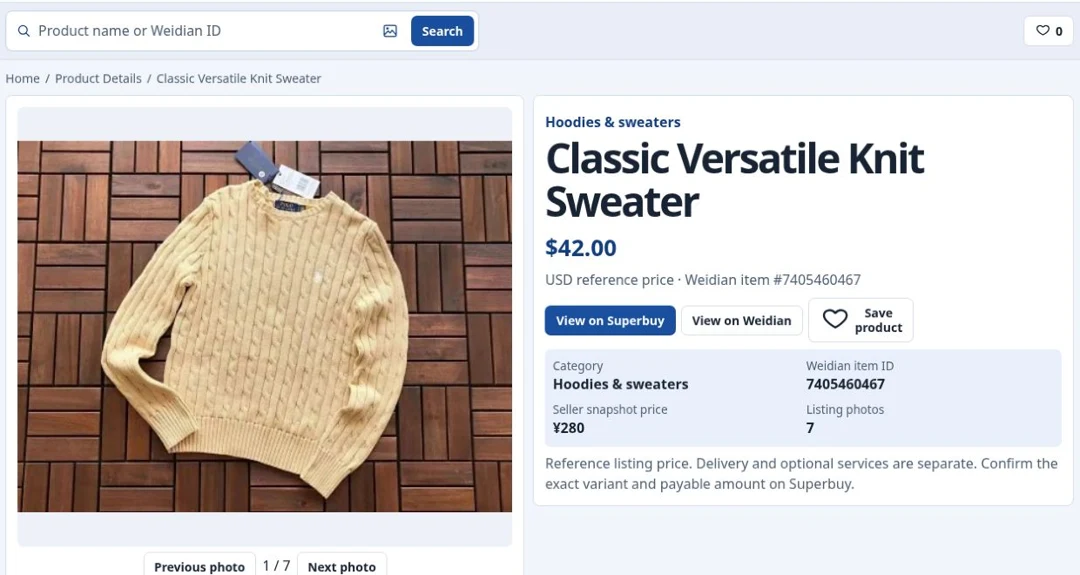 Product name or Weidian ID
Search
0
Home / Product Details / Classic Versatile Knit Sweater
Hoodies & sweaters
Classic Versatile Knit
Sweater
$42.00
USD reference price · Weidian item #7405460467
View on Superbuy
View on Weidian
Save
product
Category
Hoodies & sweaters
Weidian item ID
7405460467
Seller snapshot price
¥280
Listing photos
7
Reference listing price. Delivery and optional services are separate. Confirm the
exact variant and payable amount on Superbuy.
Previous photo
1 / 7
Next photo